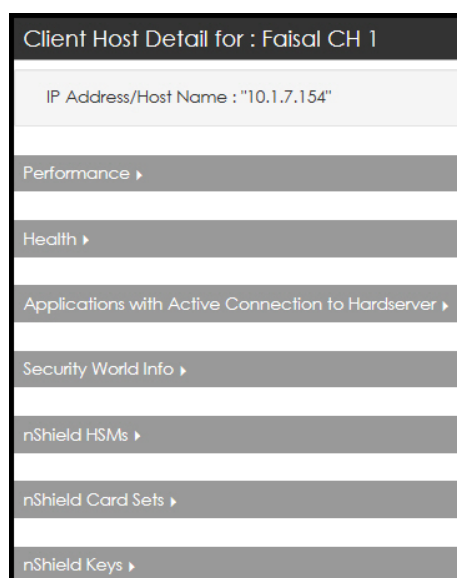 Client Host Detail for : Faisal CH 1
IP Address/Host Name : "10.1.7.154"
Performance
Health
Applications with Active Connection to Hardserver
Security World Info
nShield HSMs
nShield Card Sets
nShield Keys